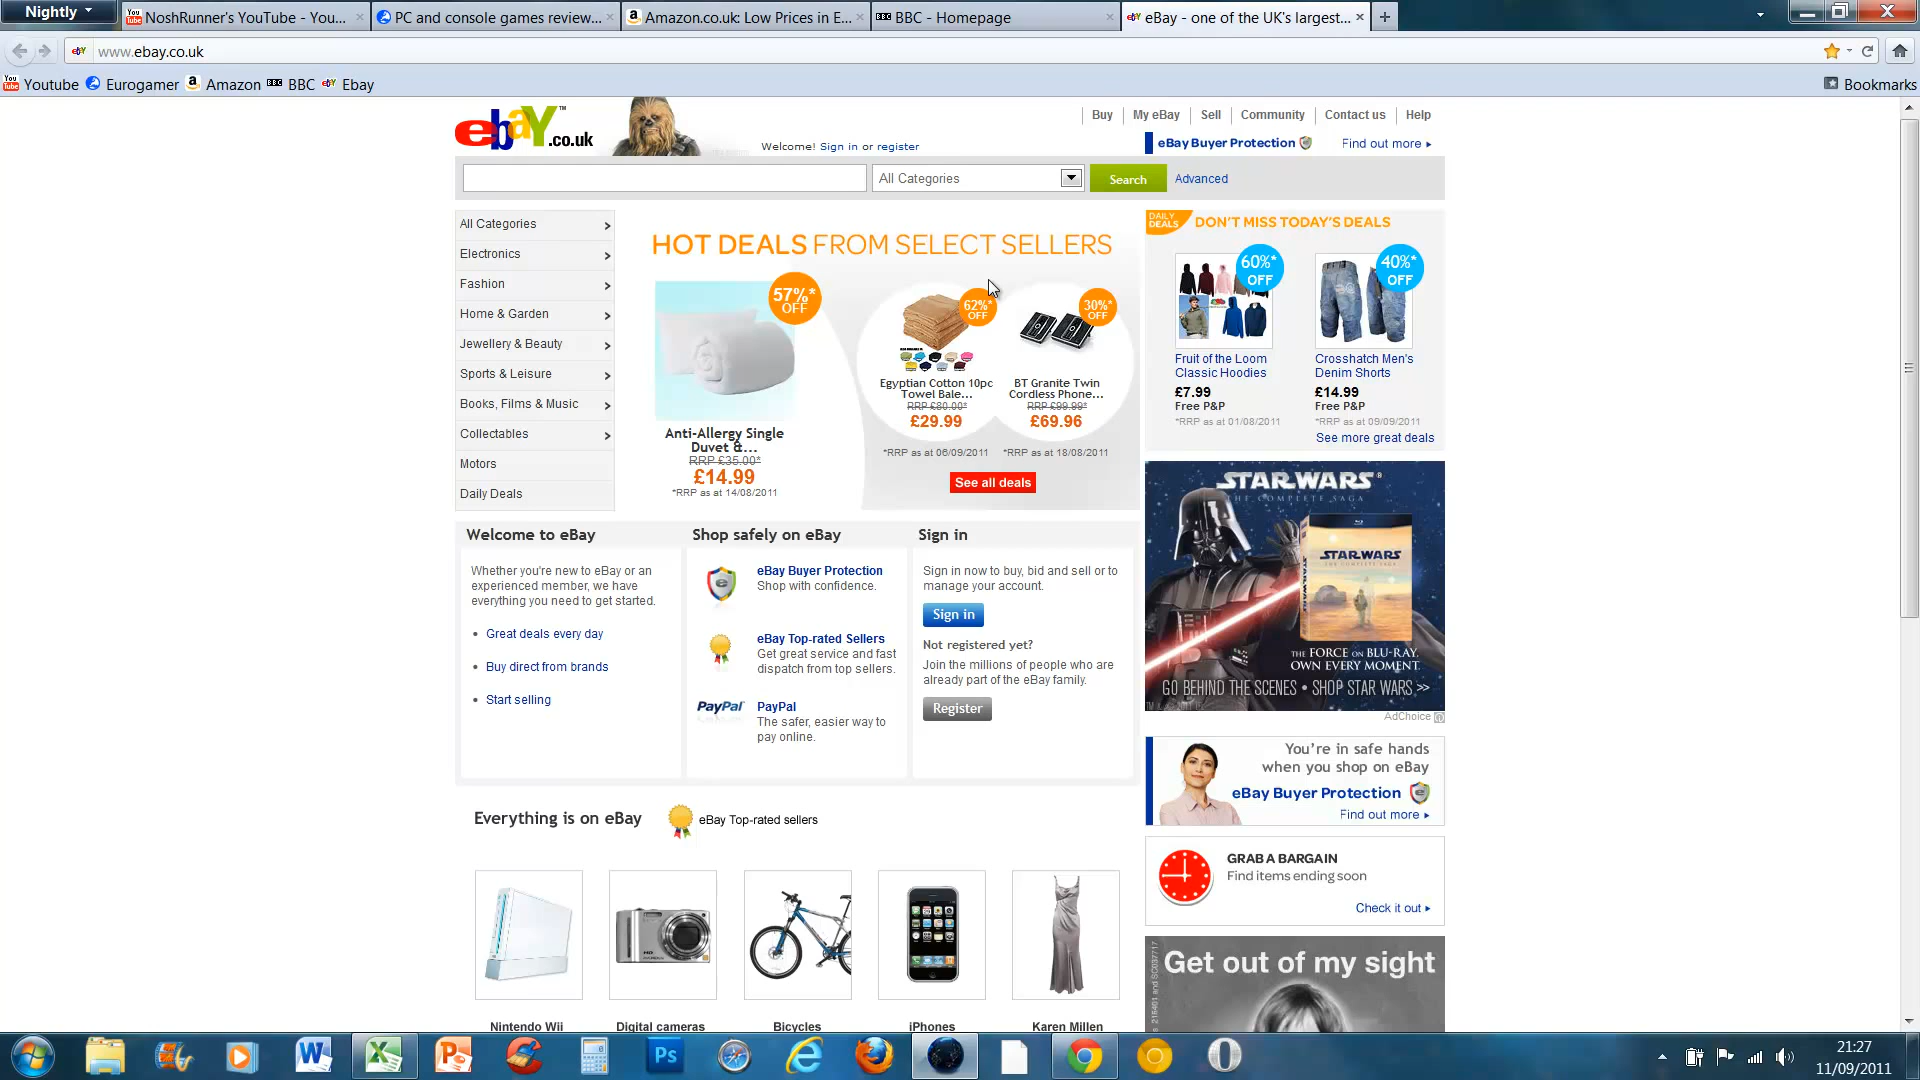 Nightly
NoshRunner's YouTube - You...
PC and console games review...
Amazon.co.uk: Low Prices in E...
BBC - Homepage
eBay - one of the UK's largest...
www.ebay.co.uk
Youtube
Eurogamer
Amazon
BBC
Ebay
Bookmarks
ebaY.co.uk
Welcome! Sign in or register
Buy
My eBay
Sell
Community
Contact us
Help
eBay Buyer Protection
Find out more
All Categories
Search
Advanced
All Categories
Electronics
Fashion
Home & Garden
Jewellery & Beauty
Sports & Leisure
Books, Films & Music
Collectables
Motors
Daily Deals
HOT DEALS FROM SELECT SELLERS
57%*
OFF
Anti-Allergy Single
Duvet &...
RRP £35.00*
£14.99
*RRP as at 14/08/2011
62%*
OFF
Egyptian Cotton 10pc
Towel Bale...
RRP £80.00*
£29.99
*RRP as at 06/09/2011
30%*
OFF
BT Granite Twin
Cordless Phone...
RRP £99.99*
£69.96
*RRP as at 18/08/2011
See all deals
DAILY
DEALS
DON'T MISS TODAY'S DEALS
60%*
OFF
Fruit of the Loom
Classic Hoodies
£7.99
Free P&P
*RRP as at 01/08/2011
40%*
OFF
Crosshatch Men's
Denim Shorts
£14.99
Free P&P
*RRP as at 09/09/2011
See more great deals
STAR WARS
THE COMPLETE SAGA
STAR WARS
THE FORCE ON BLU-RAY.
OWN EVERY MOMENT.
GO BEHIND THE SCENES • SHOP STAR WARS >>
AdChoice
Welcome to eBay
Whether you're new to eBay or an
experienced member, we have
everything you need to get started.
Great deals every day
Buy direct from brands
Start selling
Shop safely on eBay
eBay Buyer Protection
Shop with confidence.
eBay Top-rated Sellers
Get great service and fast
dispatch from top sellers.
PayPal
PayPal
The safer, easier way to
pay online.
Sign in
Sign in now to buy, bid and sell or to
manage your account.
Sign in
Not registered yet?
Join the millions of people who are
already part of the eBay family.
Register
You're in safe hands
when you shop on eBay
eBay Buyer Protection
Find out more
GRAB A BARGAIN
Find items ending soon
Check it out
Get out of my sight
Everything is on eBay
eBay Top-rated sellers
Nintendo Wii
Digital cameras
Bicycles
iPhones
Karen Millen
21:27
11/09/2011